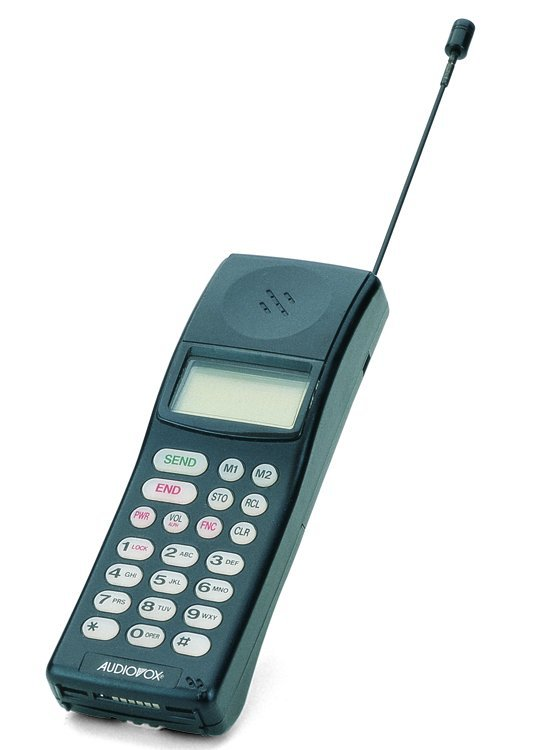 SEND M1 M2
END STO RCL
PWR VOL ALPH FNC CLR
1 LOCK 2 ABC 3 DEF
4 GHI 5 JKL 6 MNO
7 PRS 8 TUV 9 WXY
* 0 OPER #
AUDIOVOX®